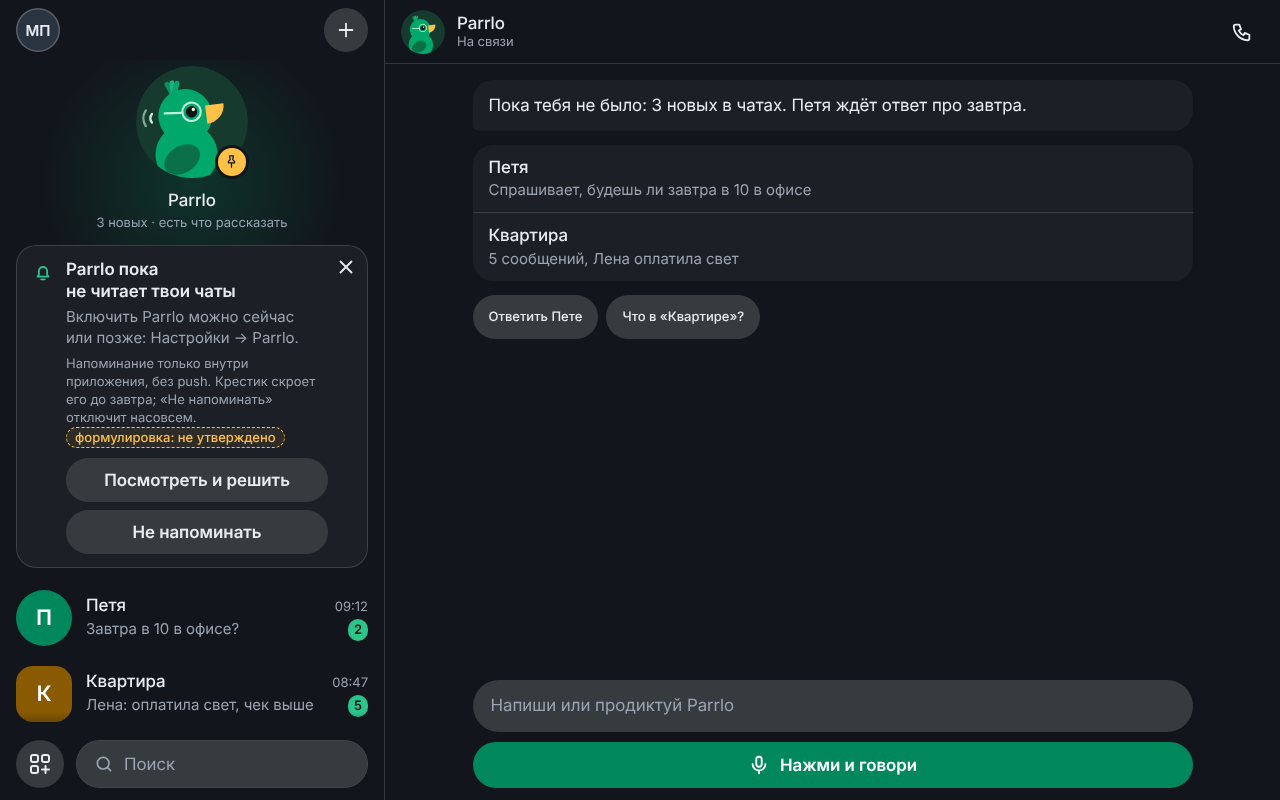 МП
Parrlo
3 новых · есть что рассказать
Parrlo пока
не читает твои чаты
Включить Parrlo можно сейчас
или позже: Настройки → Parrlo.
Напоминание только внутри
приложения, без push. Крестик скроет
его до завтра; «Не напоминать»
отключит насовсем.
формулировка: не утверждено
Посмотреть и решить
Не напоминать
П
Петя
09:12
Завтра в 10 в офисе?
2
К
Квартира
08:47
Лена: оплатила свет, чек выше
5
Поиск
Parrlo
На связи
Пока тебя не было: 3 новых в чатах. Петя ждёт ответ про завтра.
Петя
Спрашивает, будешь ли завтра в 10 в офисе
Квартира
5 сообщений, Лена оплатила свет
Ответить Пете
Что в «Квартире»?
Напиши или продиктуй Parrlo
Нажми и говори